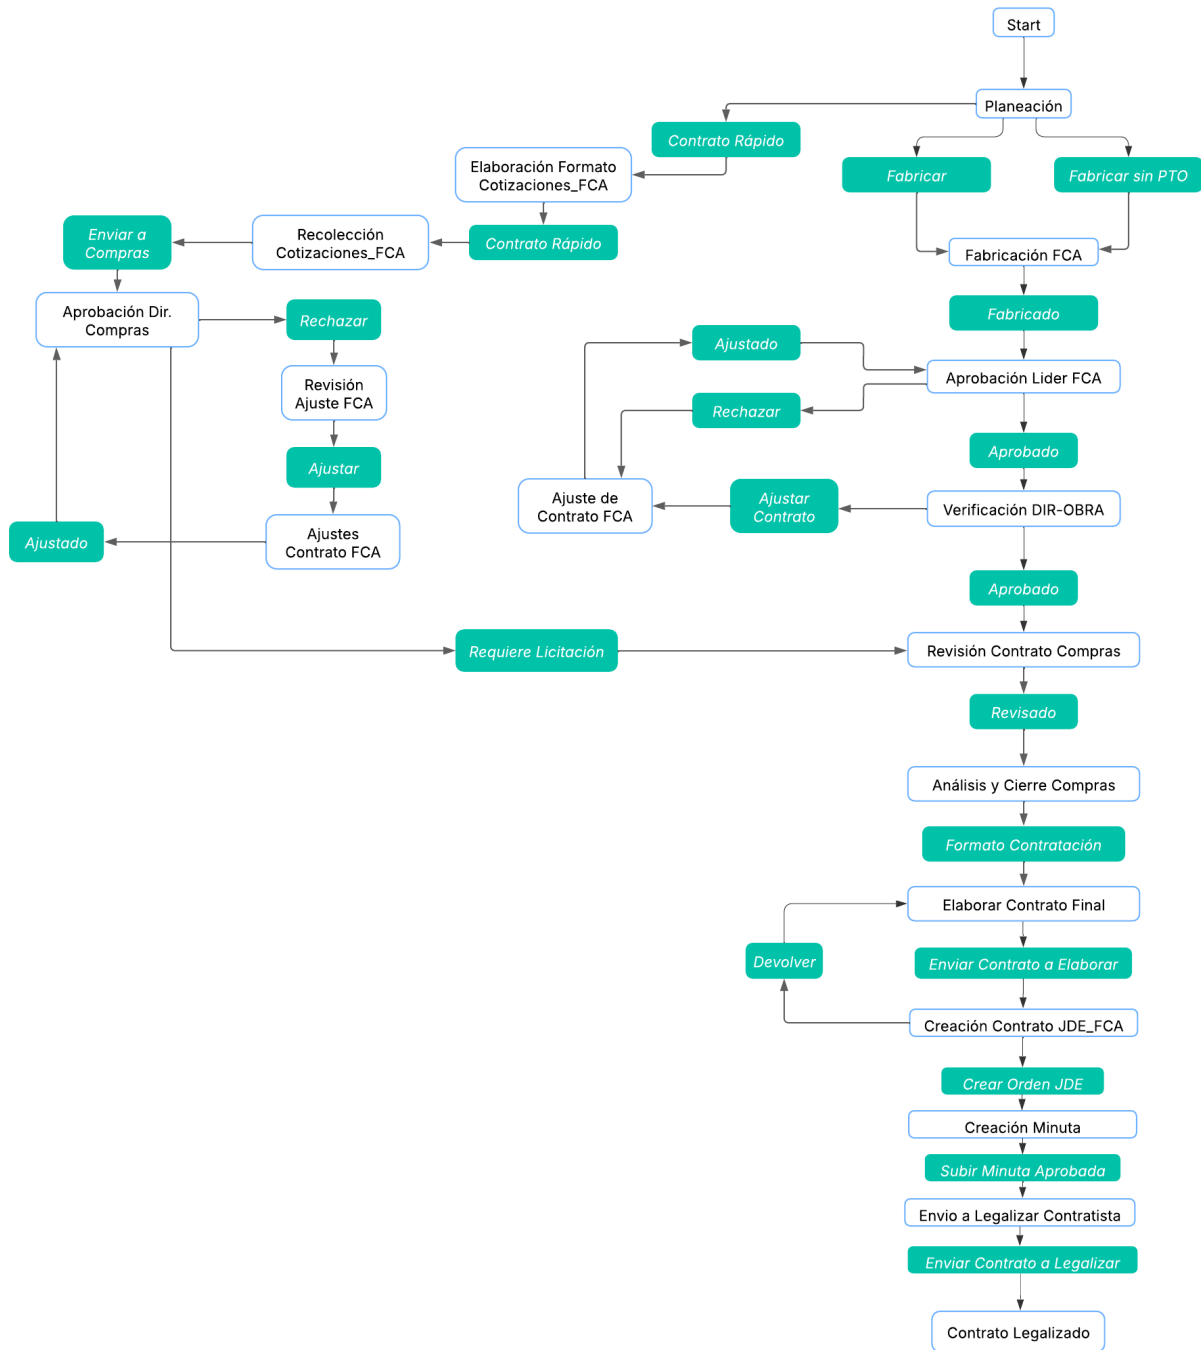 Start
Planeación
Contrato Rápido
Elaboración Formato
Cotizaciones_FCA
Fabricar
Fabricar sin PTO
Enviar a
Compras
Recolección
Cotizaciones_FCA
Contrato Rápido
Fabricación FCA
Aprobación Dir.
Compras
Rechazar
Fabricado
Ajustado
Aprobación Lider FCA
Revisión
Ajuste FCA
Rechazar
Ajustar
Aprobado
Ajuste de
Contrato FCA
Ajustar
Contrato
Verificación DIR-OBRA
Ajustado
Ajustes
Contrato FCA
Aprobado
Requiere Licitación
Revisión Contrato Compras
Revisado
Análisis y Cierre Compras
Formato Contratación
Elaborar Contrato Final
Devolver
Enviar Contrato a Elaborar
Creación Contrato JDE_FCA
Crear Orden JDE
Creación Minuta
Subir Minuta Aprobada
Envio a Legalizar Contratista
Enviar Contrato a Legalizar
Contrato Legalizado